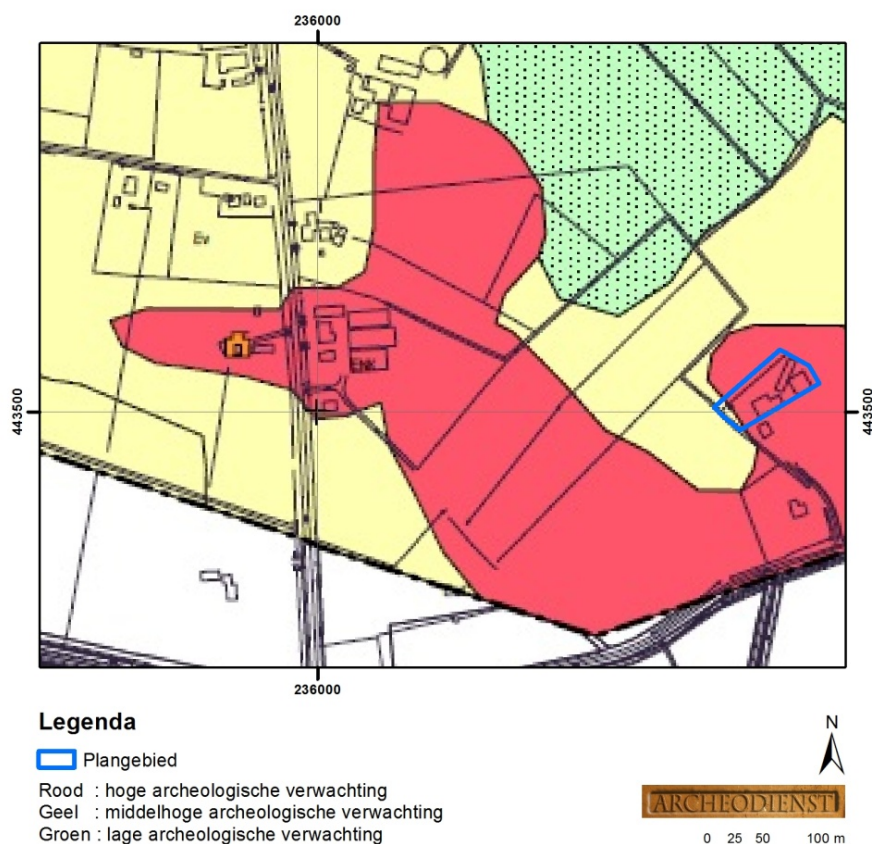 236000
Ev
ENK
443500
443500
236000
Legenda
Plangebied
Rood : hoge archeologische verwachting
Geel : middelhoge archeologische verwachting
Groen : lage archeologische verwachting
N
ARCHEODIENST
0 25 50 100 m